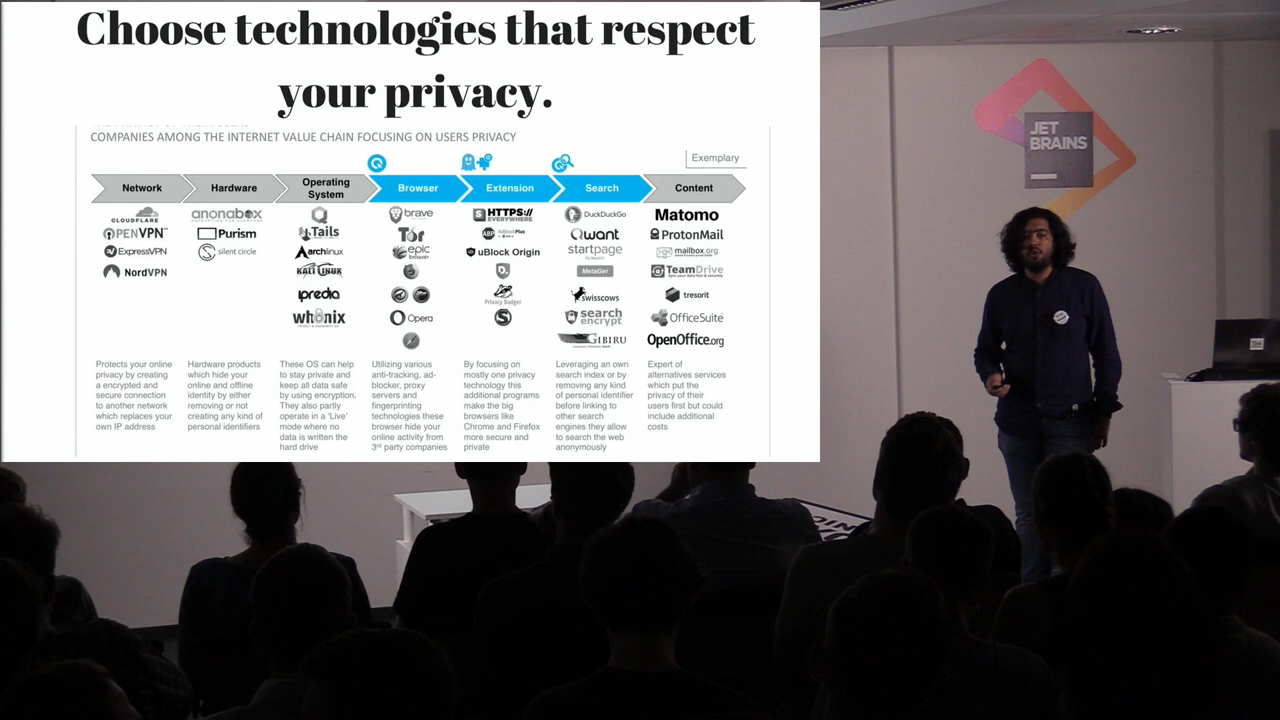 Choose technologies that respect
your privacy.
COMPANIES AMONG THE INTERNET VALUE CHAIN FOCUSING ON USERS PRIVACY
Exemplary
Network
Hardware
Operating
System
Browser
Extension
Search
Content
CLOUDFLARE
OPENVPN
ExpressVPN
NordVPN
Protects your online
privacy by creating
a encrypted and
secure connection
to another network
which replaces your
own IP address
anonabox
Purism
silent circle
Hardware products
which hide your
online and offline
identity by either
removing or not
creating any kind of
personal identifiers
Tails
Archlinux
KALI LINUX
ipredia
whonix
These OS can help
to stay private and
keep all data safe
by using encryption.
They also partly
operate in a 'Live'
mode where no
data is written the
hard drive
brave
Tor
epic
browser
Opera
Utilizing various
anti-tracking, ad-
blocker, proxy
servers and
fingerprinting
technologies these
browser hide your
online activity from
3rd party companies
HTTPS://
EVERYWHERE
ABP
AdblockPlus
uBlock Origin
Privacy Badger
By focusing on
mostly one privacy
technology this
additional programs
make the big
browsers like
Chrome and Firefox
more secure and
private
DuckDuckGo
Qwant
startpage
MetaGer
swisscows
search
encrypt
GIBIRU
Leveraging an own
search index or by
removing any kind
of personal identifier
before linking to
other search
engines they allow
to search the web
anonymously
Matomo
ProtonMail
mailbox.org
TeamDrive
Sync your data fast & securely
tresorit
OfficeSuite
OpenOffice.org
Expert of
alternatives services
which put the
privacy of their
users first but could
include additional
costs
JET
BRAINS